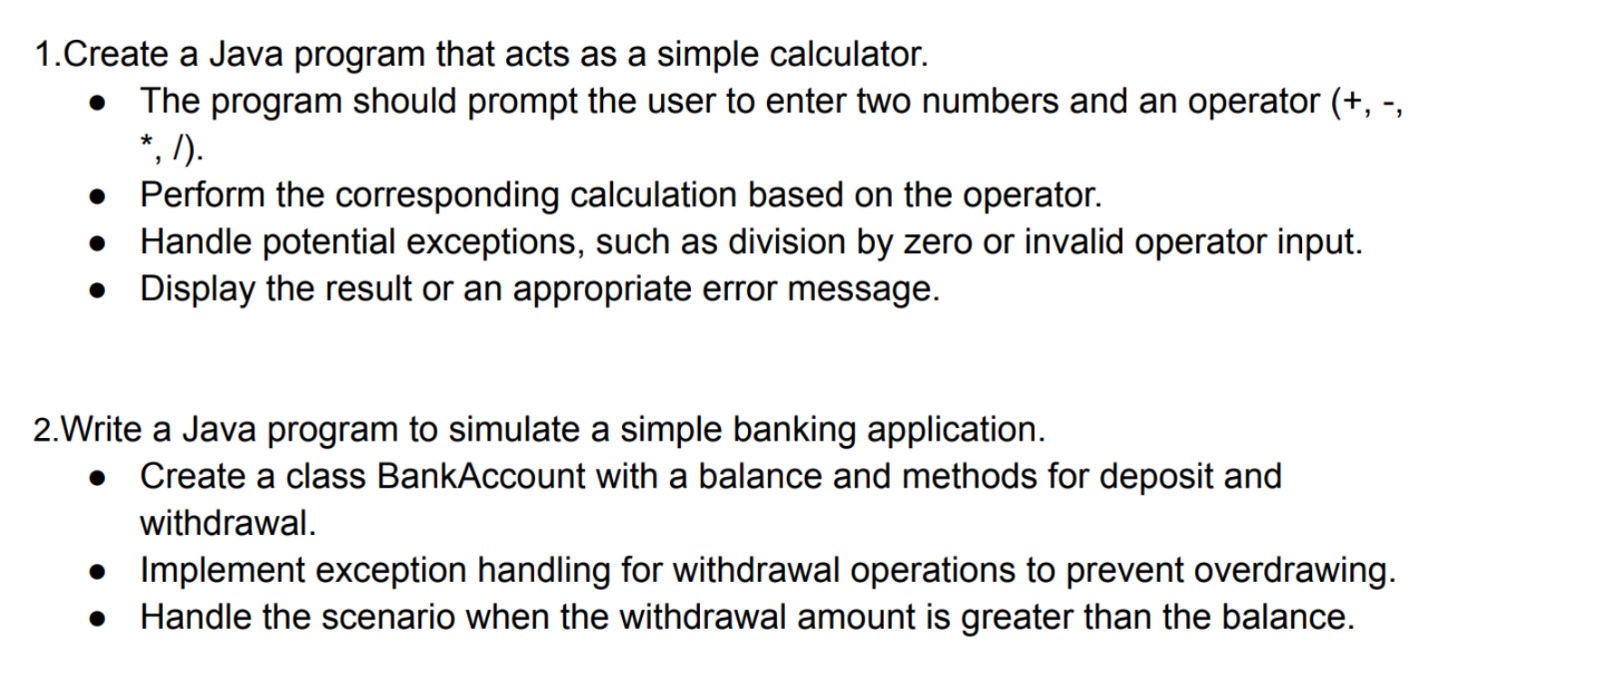 1.Create a Java program that acts as a simple calculator.
● The program should prompt the user to enter two numbers and an operator (+, -,
*, /).
● Perform the corresponding calculation based on the operator.
● Handle potential exceptions, such as division by zero or invalid operator input.
● Display the result or an appropriate error message.
2.Write a Java program to simulate a simple banking application.
● Create a class BankAccount with a balance and methods for deposit and
withdrawal.
● Implement exception handling for withdrawal operations to prevent overdrawing.
● Handle the scenario when the withdrawal amount is greater than the balance.